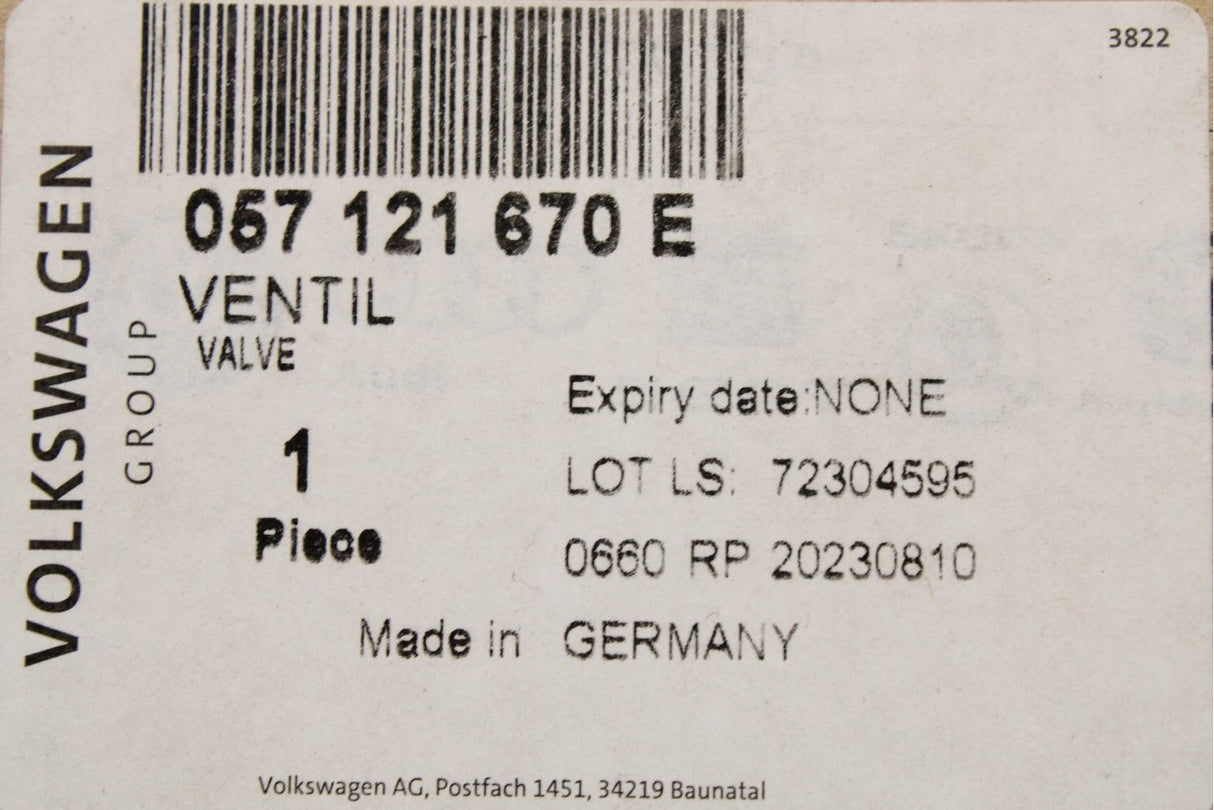 3822
VOLKSWAGEN
GROUP
057 121 670 E
VENTIL
VALVE
Expiry date:NONE
1
LOT LS: 72304595
Piece
0660 RP 20230810
Made in GERMANY
Volkswagen AG, Postfach 1451, 34219 Baunatal